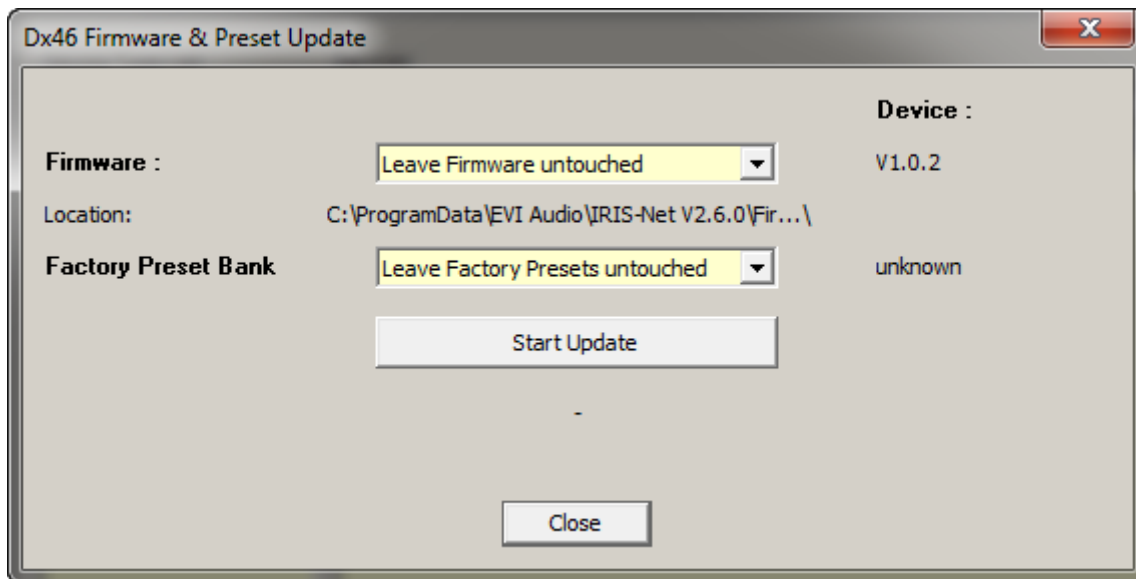 Dx46 Firmware & Preset Update
Device :
Firmware : Leave Firmware untouched V1.0.2
Location: C:\ProgramData\EVI Audio\IRIS-Net V2.6.0\Fir...\
Factory Preset Bank Leave Factory Presets untouched unknown
Start Update
-
Close